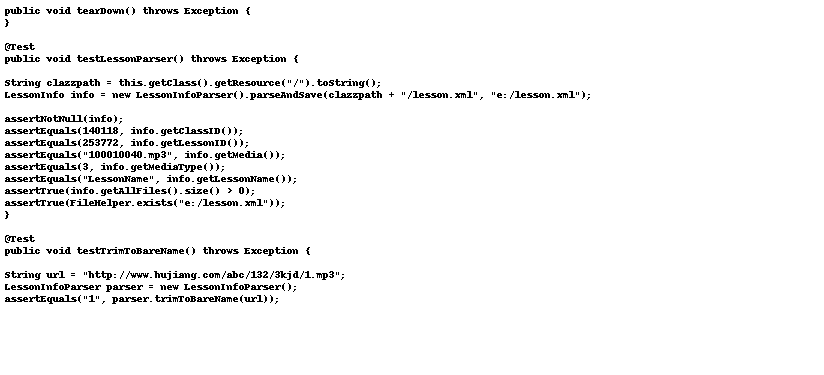 public void tearDown() throws Exception {
}
@Test
public void testLessonParser() throws Exception {
String clazzpath = this.getClass().getResource("/").toString();
LessonInfo info = new LessonInfoParser().parseAndSave(clazzpath + "/lesson.xml", "e:/lesson.xml");
assertNotNull(info);
assertEquals(140118, info.getClassID());
assertEquals(253772, info.getLessonID());
assertEquals("100010040.mp3", info.getMedia());
assertEquals(3, info.getMediaType());
assertEquals("LessonName", info.getLessonName());
assertTrue(info.getAllFiles().size() > 0);
assertTrue(FileHelper.exists("e:/lesson.xml"));
}
@Test
public void testTrimToBareName() throws Exception {
String url = "http://www.hujiang.com/abc/132/3kjd/1.mp3";
LessonInfoParser parser = new LessonInfoParser();
assertEquals("1", parser.trimToBareName(url));